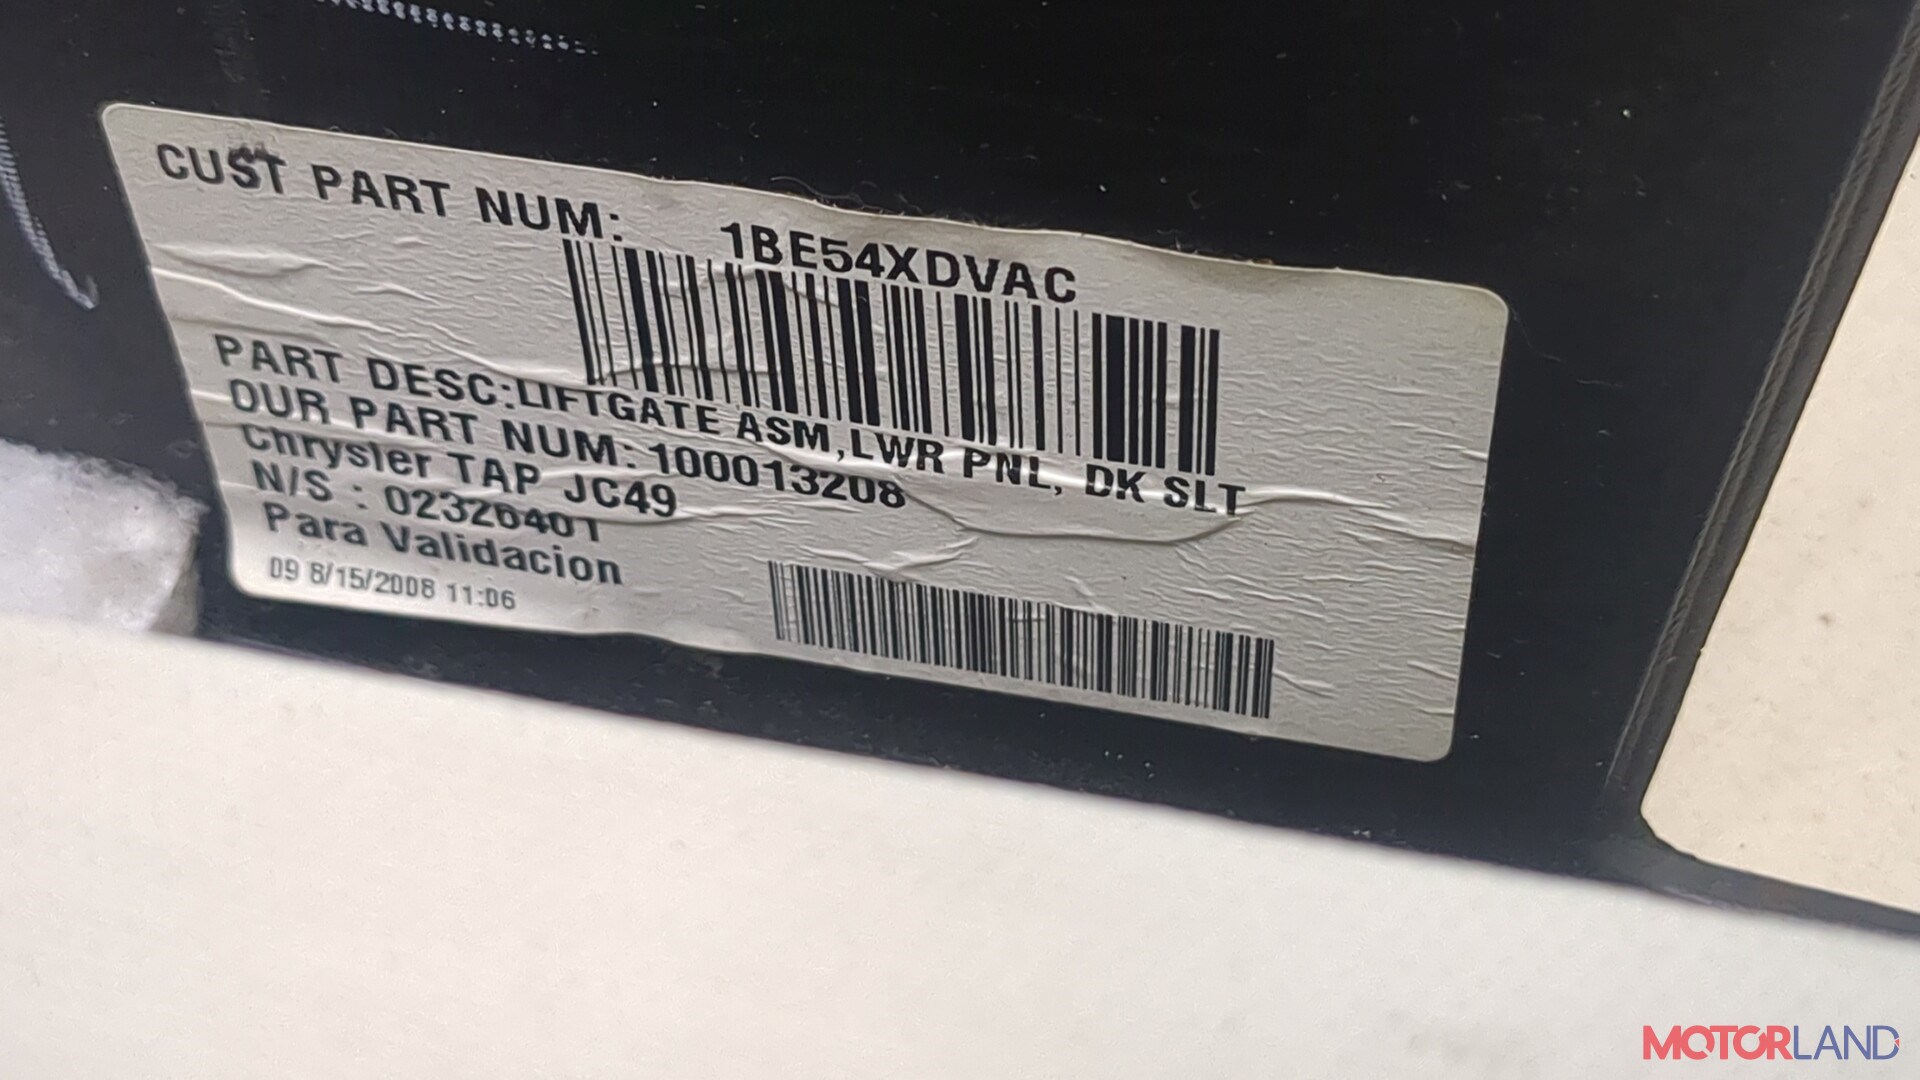 CUST PART NUM: 1BE54XDVAC
PART DESC:LIFTGATE ASM,LWR PNL, DK SLT
OUR PART NUM:100013208
Chrysler TAP JC49
N/S : 02326401
Para Validacion
09 8/15/2008 11:06
MOTORLAND